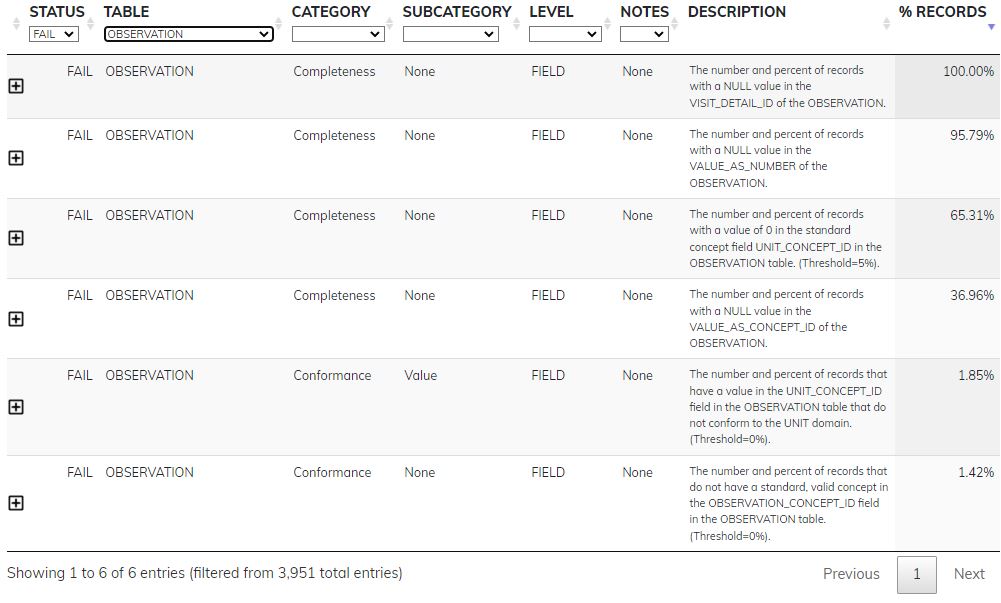 STATUS TABLE CATEGORY SUBCATEGORY LEVEL NOTES DESCRIPTION % RECORDS
FAIL OBSERVATION
FAIL OBSERVATION Completeness None FIELD None The number and percent of records 100.00%
with a NULL value in the
VISIT_DETAIL_ID of the OBSERVATION.
FAIL OBSERVATION Completeness None FIELD None The number and percent of records 95.79%
with a NULL value in the
VALUE_AS_NUMBER of the
OBSERVATION.
FAIL OBSERVATION Completeness None FIELD None The number and percent of records 65.31%
with a value of 0 in the standard
concept field UNIT_CONCEPT_ID in the
OBSERVATION table. (Threshold=5%).
FAIL OBSERVATION Completeness None FIELD None The number and percent of records 36.96%
with a NULL value in the
VALUE_AS_CONCEPT_ID of the
OBSERVATION.
FAIL OBSERVATION Conformance Value FIELD None The number and percent of records that 1.85%
have a value in the UNIT_CONCEPT_ID
field in the OBSERVATION table that do
not conform to the UNIT domain.
(Threshold=0%).
FAIL OBSERVATION Conformance None FIELD None The number and percent of records that 1.42%
do not have a standard, valid concept in
the OBSERVATION_CONCEPT_ID field
in the OBSERVATION table.
(Threshold=0%).
Showing 1 to 6 of 6 entries (filtered from 3,951 total entries) Previous 1 Next